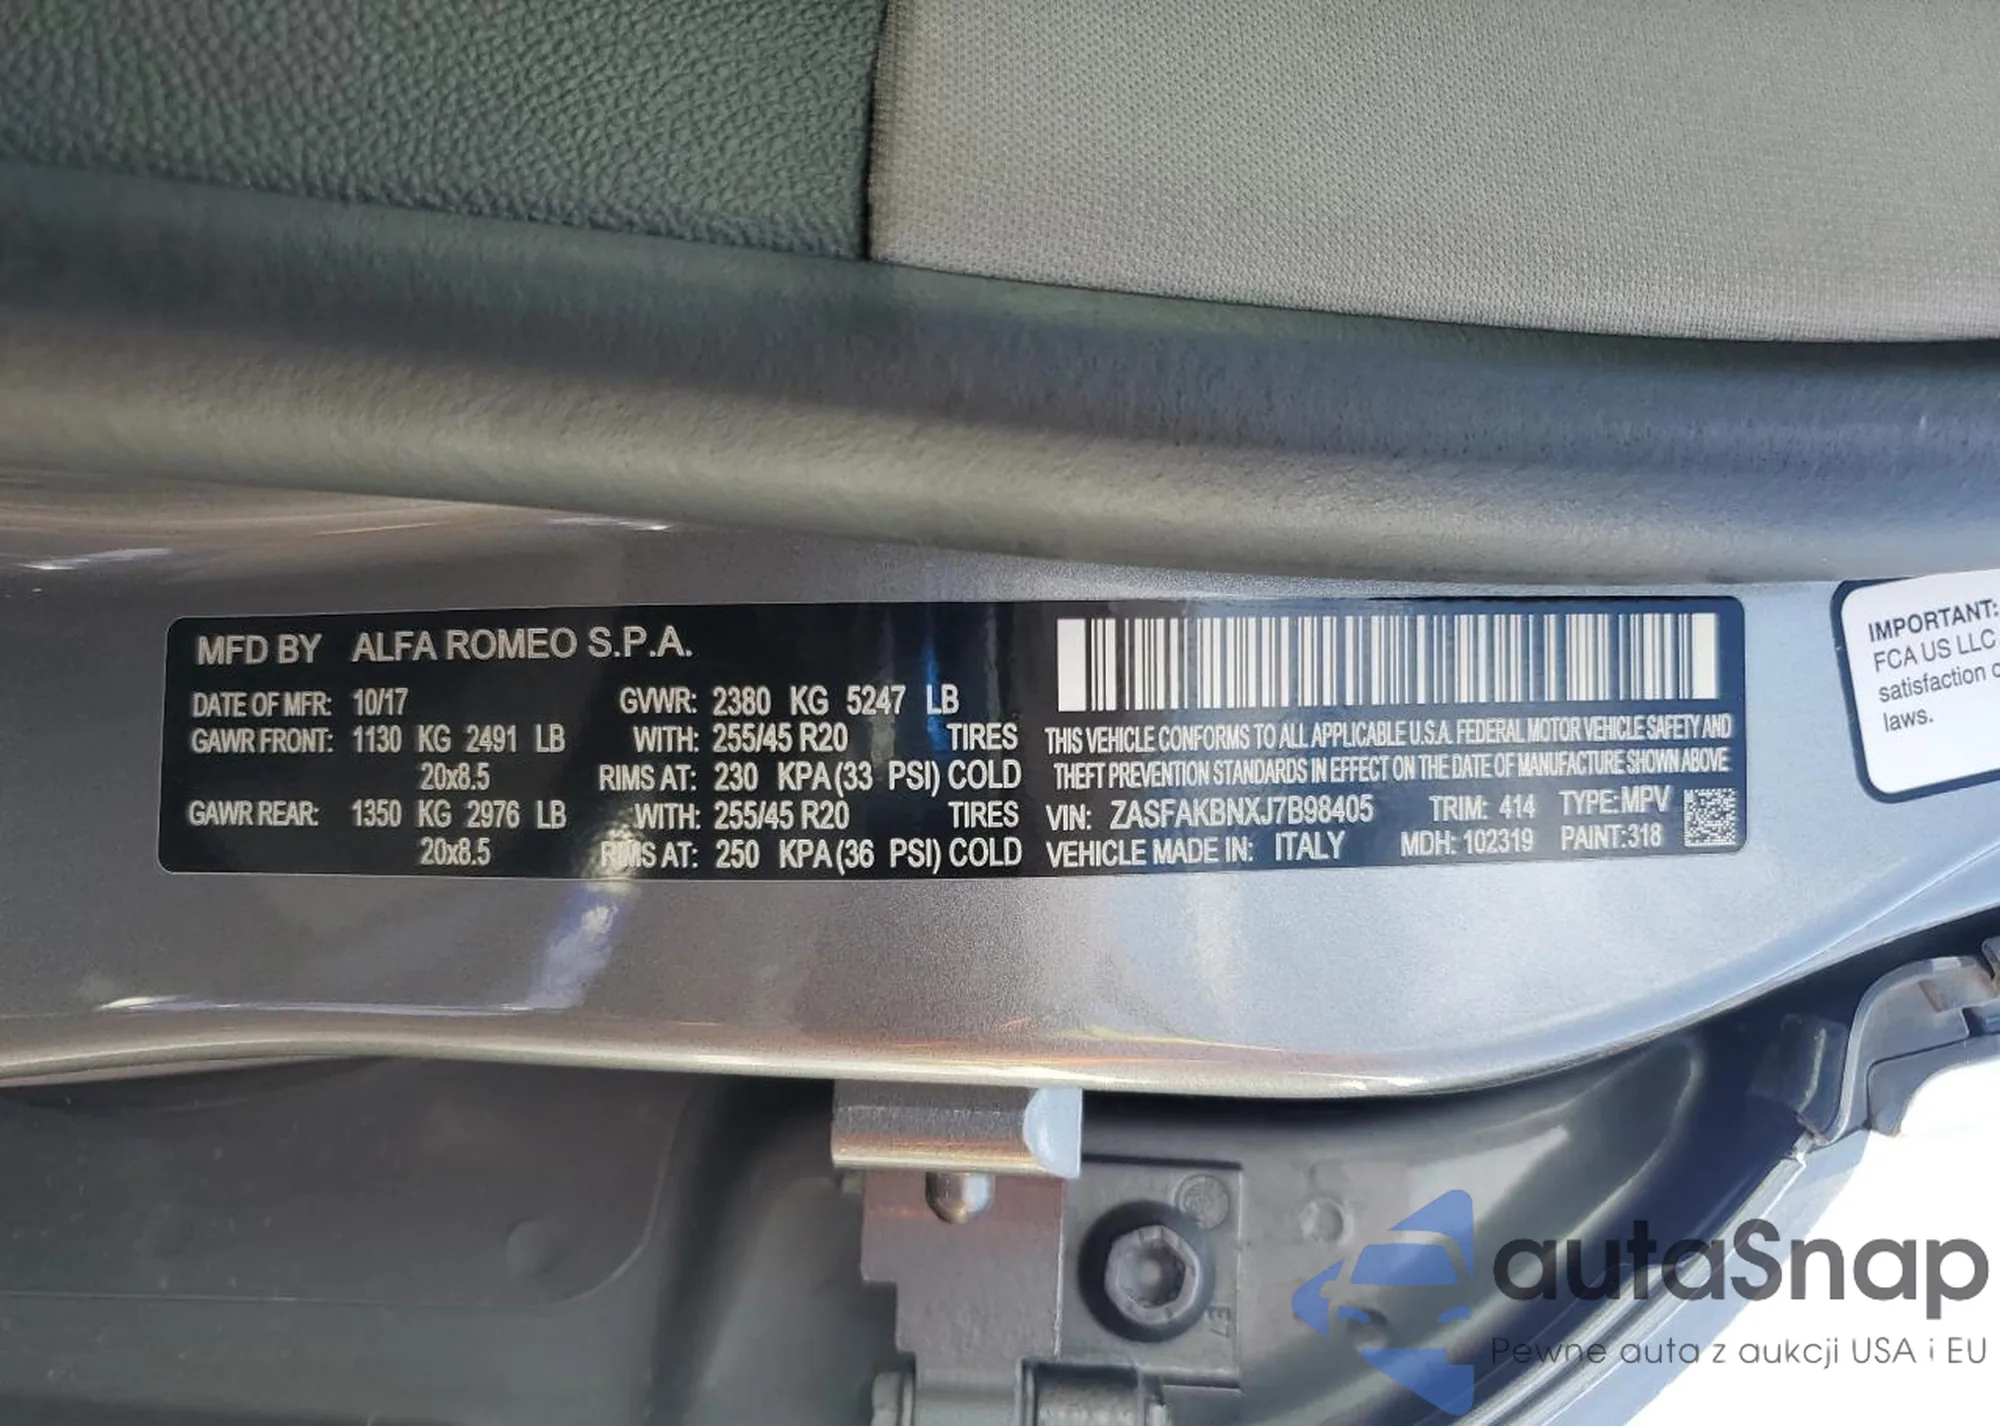 MFD BY ALFA ROMEO S.P.A.
DATE OF MFR: 10/17 GVWR: 2380 KG 5247 LB
GAWR FRONT: 1130 KG 2491 LB WITH: 255/45 R20 TIRES
20x8.5 RIMS AT: 230 KPA(33 PSI) COLD
GAWR REAR: 1350 KG 2976 LB WITH: 255/45 R20 TIRES
20x8.5 RIMS AT: 250 KPA(36 PSI) COLD
THIS VEHICLE CONFORMS TO ALL APPLICABLE U.S.A. FEDERAL MOTOR VEHICLE SAFETY AND
THEFT PREVENTION STANDARDS IN EFFECT ON THE DATE OF MANUFACTURE SHOWN ABOVE
VIN: ZASFAKBNXJ7B98405 TRIM: 414 TYPE:MPV
VEHICLE MADE IN: ITALY MDH: 102319 PAINT:318
IMPORTANT:
FCA US LLC
satisfaction
laws.
E7
autaSnap
Pewne auta z aukcji USA i EU